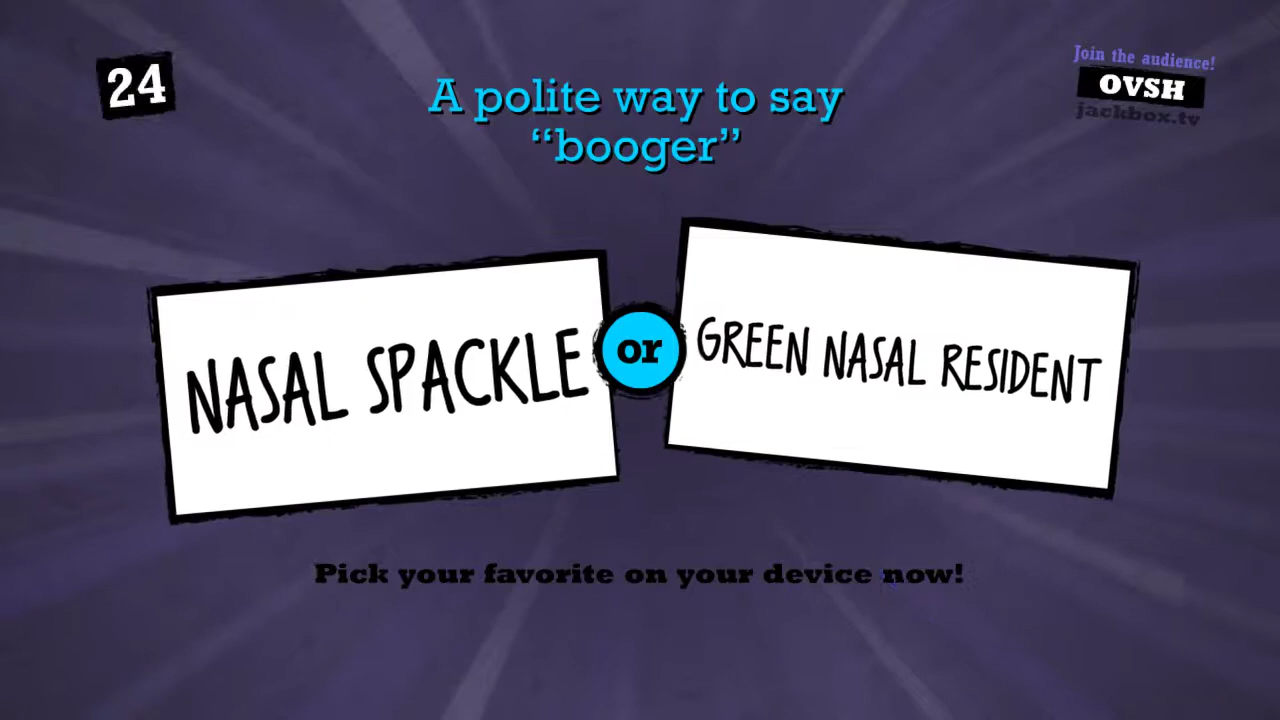 24
Join the audience!
OVSH
jackbox.tv
A polite way to say
“booger”
NASAL SPACKLE
or
GREEN NASAL RESIDENT
Pick your favorite on your device now!